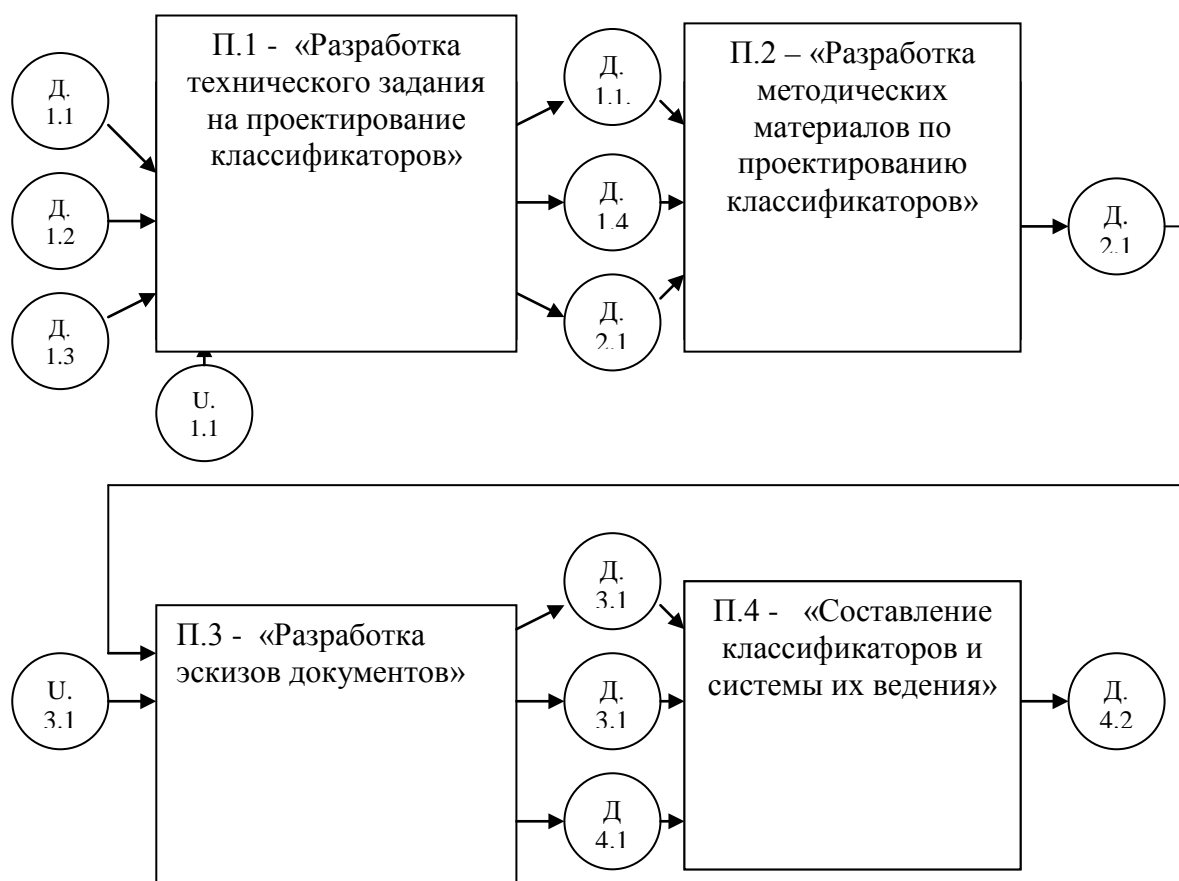 Д.
1.1
Д.
1.2
Д.
1.3
U.
1.1
П.1 - «Разработка
технического задания
на проектирование
классификаторов»
Д.
1.1.
Д.
1.4
Д.
2.1
П.2 – «Разработка
методических
материалов по
проектированию
классификаторов»
Д.
2.1
U.
3.1
П.3 - «Разработка
эскизов документов»
Д.
3.1
Д.
3.1
Д
4.1
П.4 - «Составление
классификаторов и
системы их ведения»
Д.
4.2